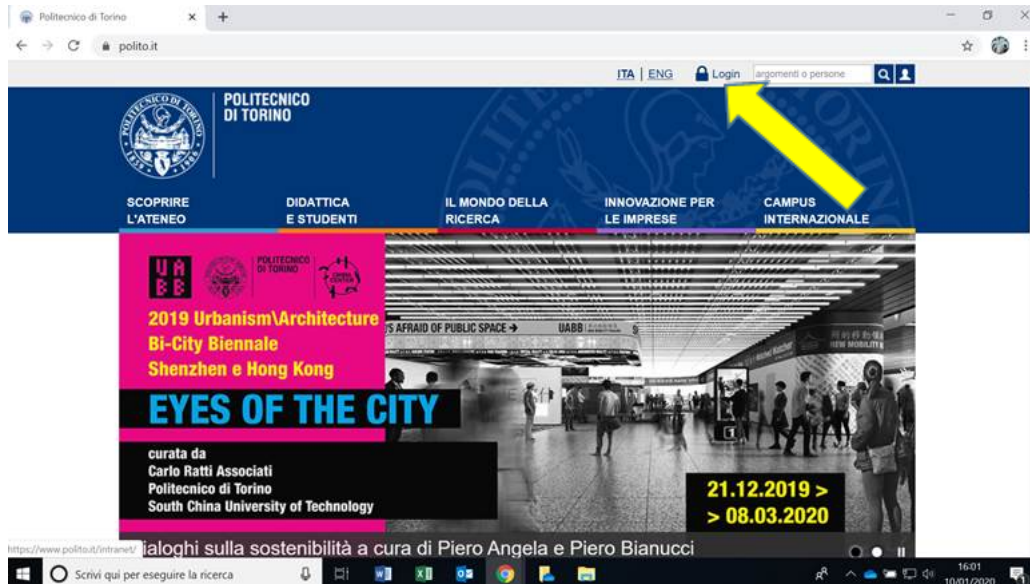 Politecnico di Torino
polito.it
ITA | ENG Login argomenti o persone
POLITECNICO
DI TORINO
SCOPRIRE
L'ATENEO
DIDATTICA
E STUDENTI
IL MONDO DELLA
RICERCA
INNOVAZIONE PER
LE IMPRESE
CAMPUS
INTERNAZIONALE
UABB
POLITECNICO
DI TORINO
2019 Urbanism\Architecture
Bi-City Biennale
Shenzhen e Hong Kong
EYES OF THE CITY
curata da
Carlo Ratti Associati
Politecnico di Torino
South China University of Technology
S AFRAID OF PUBLIC SPACE → UABB
NEW MOBILITY
21.12.2019 >
> 08.03.2020
https://www.polito.it/intranet/
ialoghi sulla sostenibilità a cura di Piero Angela e Piero Bianucci
Scrivi qui per eseguire la ricerca
16:01
10/01/2020